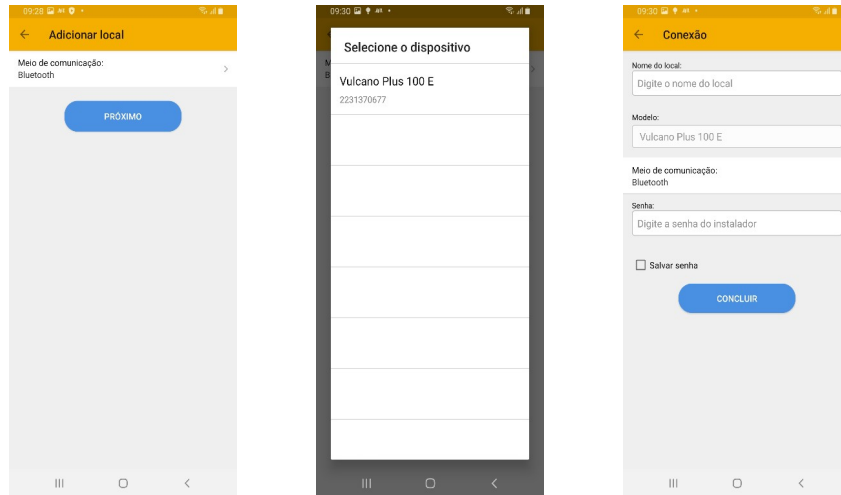 09:28
Adicionar local
Meio de comunicação:
Bluetooth
PRÓXIMO
09:30
Selecione o dispositivo
Vulcano Plus 100 E
2231370677
09:30
Conexão
Nome do local:
Digite o nome do local
Modelo:
Vulcano Plus 100 E
Meio de comunicação:
Bluetooth
Senha:
Digite a senha do instalador
Salvar senha
CONCLUIR